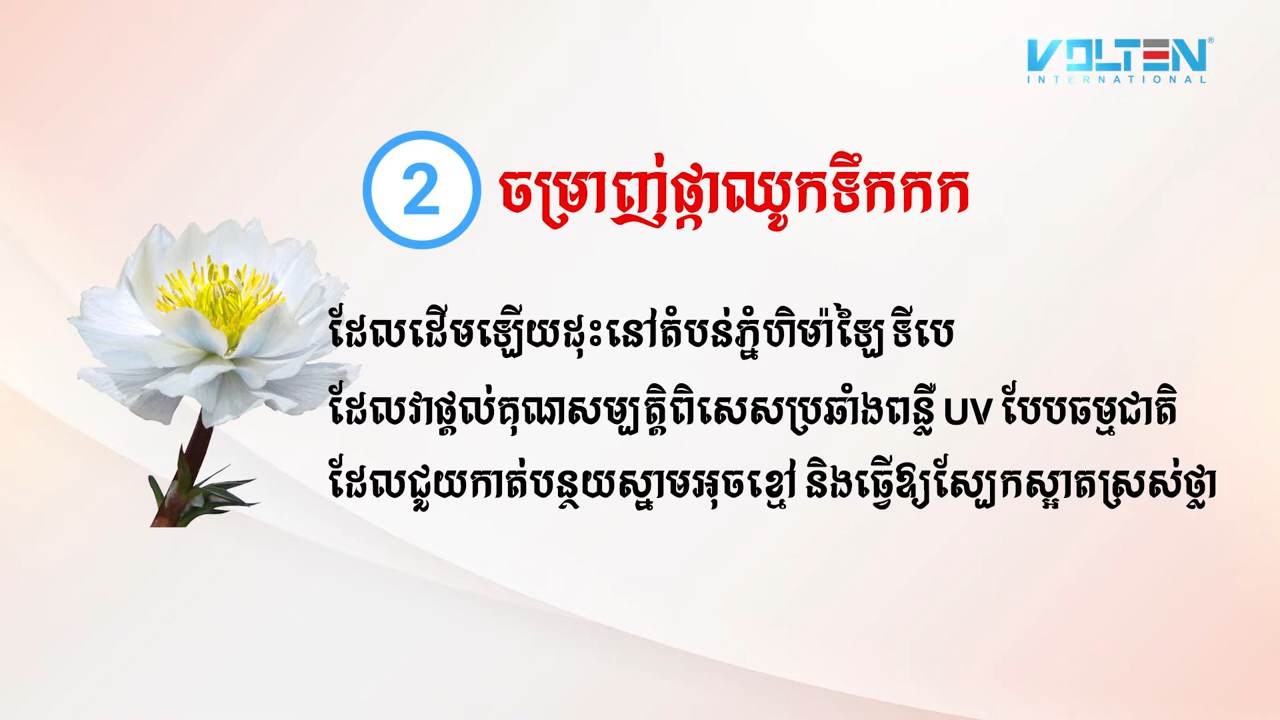 VOLTEN®
INTERNATIONAL
2 ចម្រាញ់ផ្កាឈូកទឹកកក
ដែលដើមឡើយដុះនៅតំបន់ភ្នំហិម៉ាឡៃ ទីបេ
ដែលវាផ្តល់គុណសម្បត្តិពិសេសប្រឆាំងពន្លឺ UV បែបធម្មជាតិ
ដែលជួយកាត់បន្ថយស្នាមអុចខ្មៅ និងធ្វើឱ្យស្បែកស្អាតស្រស់ថ្លា